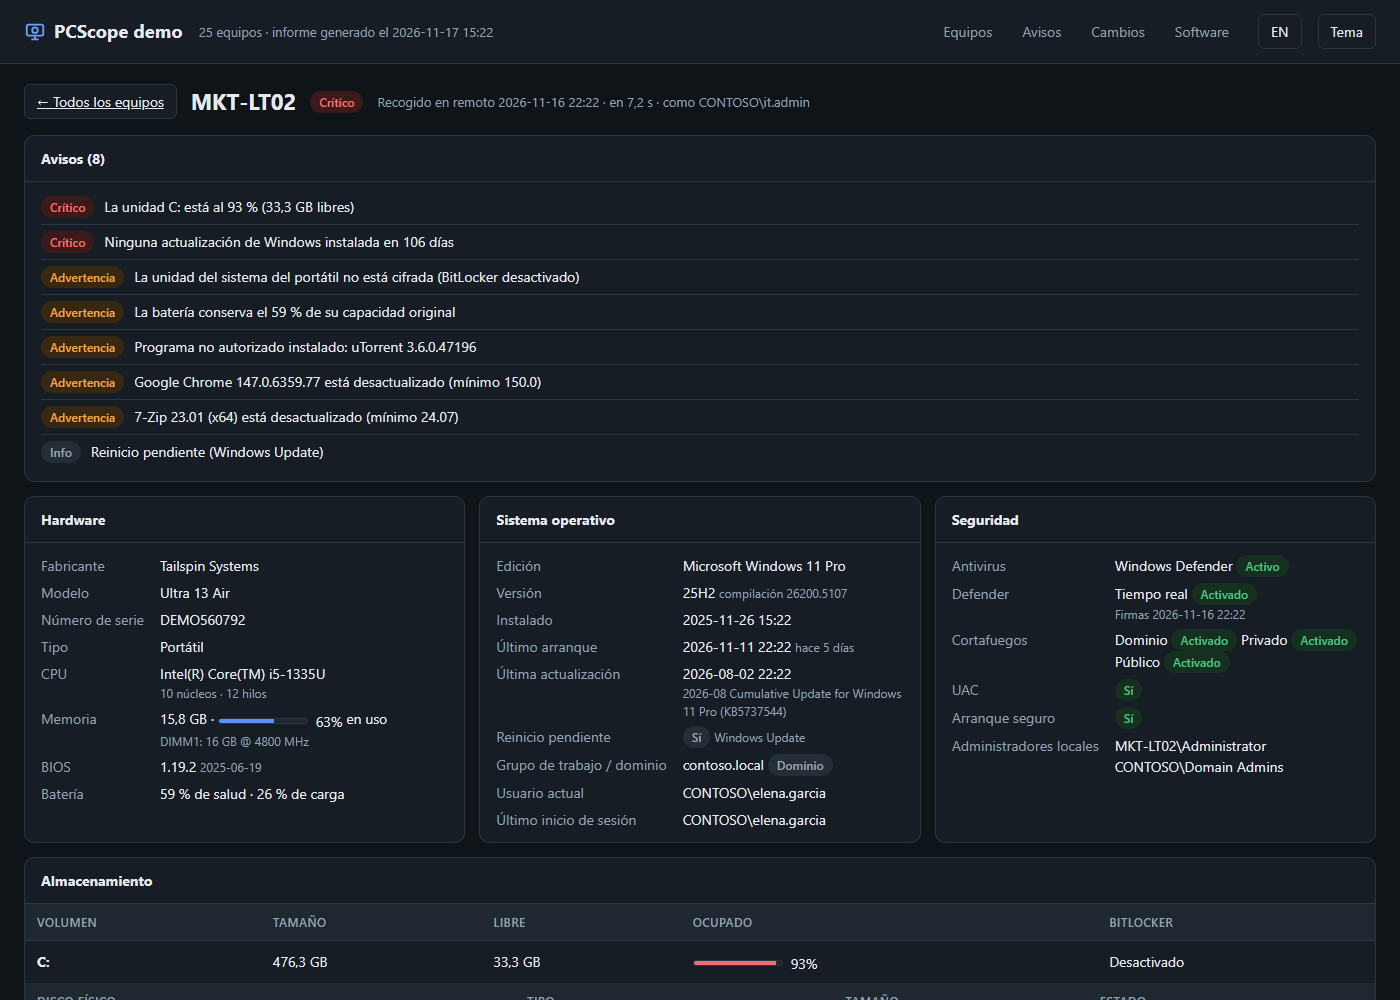 PCScope demo 25 equipos · informe generado el 2026-11-17 15:22 Equipos Avisos Cambios Software EN Tema
← Todos los equipos MKT-LT02 Crítico Recogido en remoto 2026-11-16 22:22 · en 7,2 s · como CONTOSO\it.admin
Avisos (8)
Crítico La unidad C: está al 93 % (33,3 GB libres)
Crítico Ninguna actualización de Windows instalada en 106 días
Advertencia La unidad del sistema del portátil no está cifrada (BitLocker desactivado)
Advertencia La batería conserva el 59 % de su capacidad original
Advertencia Programa no autorizado instalado: uTorrent 3.6.0.47196
Advertencia Google Chrome 147.0.6359.77 está desactualizado (mínimo 150.0)
Advertencia 7-Zip 23.01 (x64) está desactualizado (mínimo 24.07)
Info Reinicio pendiente (Windows Update)
Hardware
Fabricante Tailspin Systems
Modelo Ultra 13 Air
Número de serie DEMO560792
Tipo Portátil
CPU Intel(R) Core(TM) i5-1335U
10 núcleos · 12 hilos
Memoria 15,8 GB · 63% en uso
DIMM1: 16 GB @ 4800 MHz
BIOS 1.19.2 2025-06-19
Batería 59 % de salud · 26 % de carga
Sistema operativo
Edición Microsoft Windows 11 Pro
Versión 25H2 compilación 26200.5107
Instalado 2025-11-26 15:22
Último arranque 2026-11-11 22:22 hace 5 días
Última actualización 2026-08-02 22:22
2026-08 Cumulative Update for Windows
11 Pro (KB5737544)
Reinicio pendiente Sí Windows Update
Grupo de trabajo / dominio contoso.local Dominio
Usuario actual CONTOSO\elena.garcia
Último inicio de sesión CONTOSO\elena.garcia
Seguridad
Antivirus Windows Defender Activo
Defender Tiempo real Activado
Firmas 2026-11-16 22:22
Cortafuegos Dominio Activado Privado Activado
Público Activado
UAC Sí
Arranque seguro Sí
Administradores locales MKT-LT02\Administrator
CONTOSO\Domain Admins
Almacenamiento
VOLUMEN TAMAÑO LIBRE OCUPADO BITLOCKER
C: 476,3 GB 33,3 GB 93% Desactivado
DISCO FÍSICO TIPO TAMAÑO ESTADO